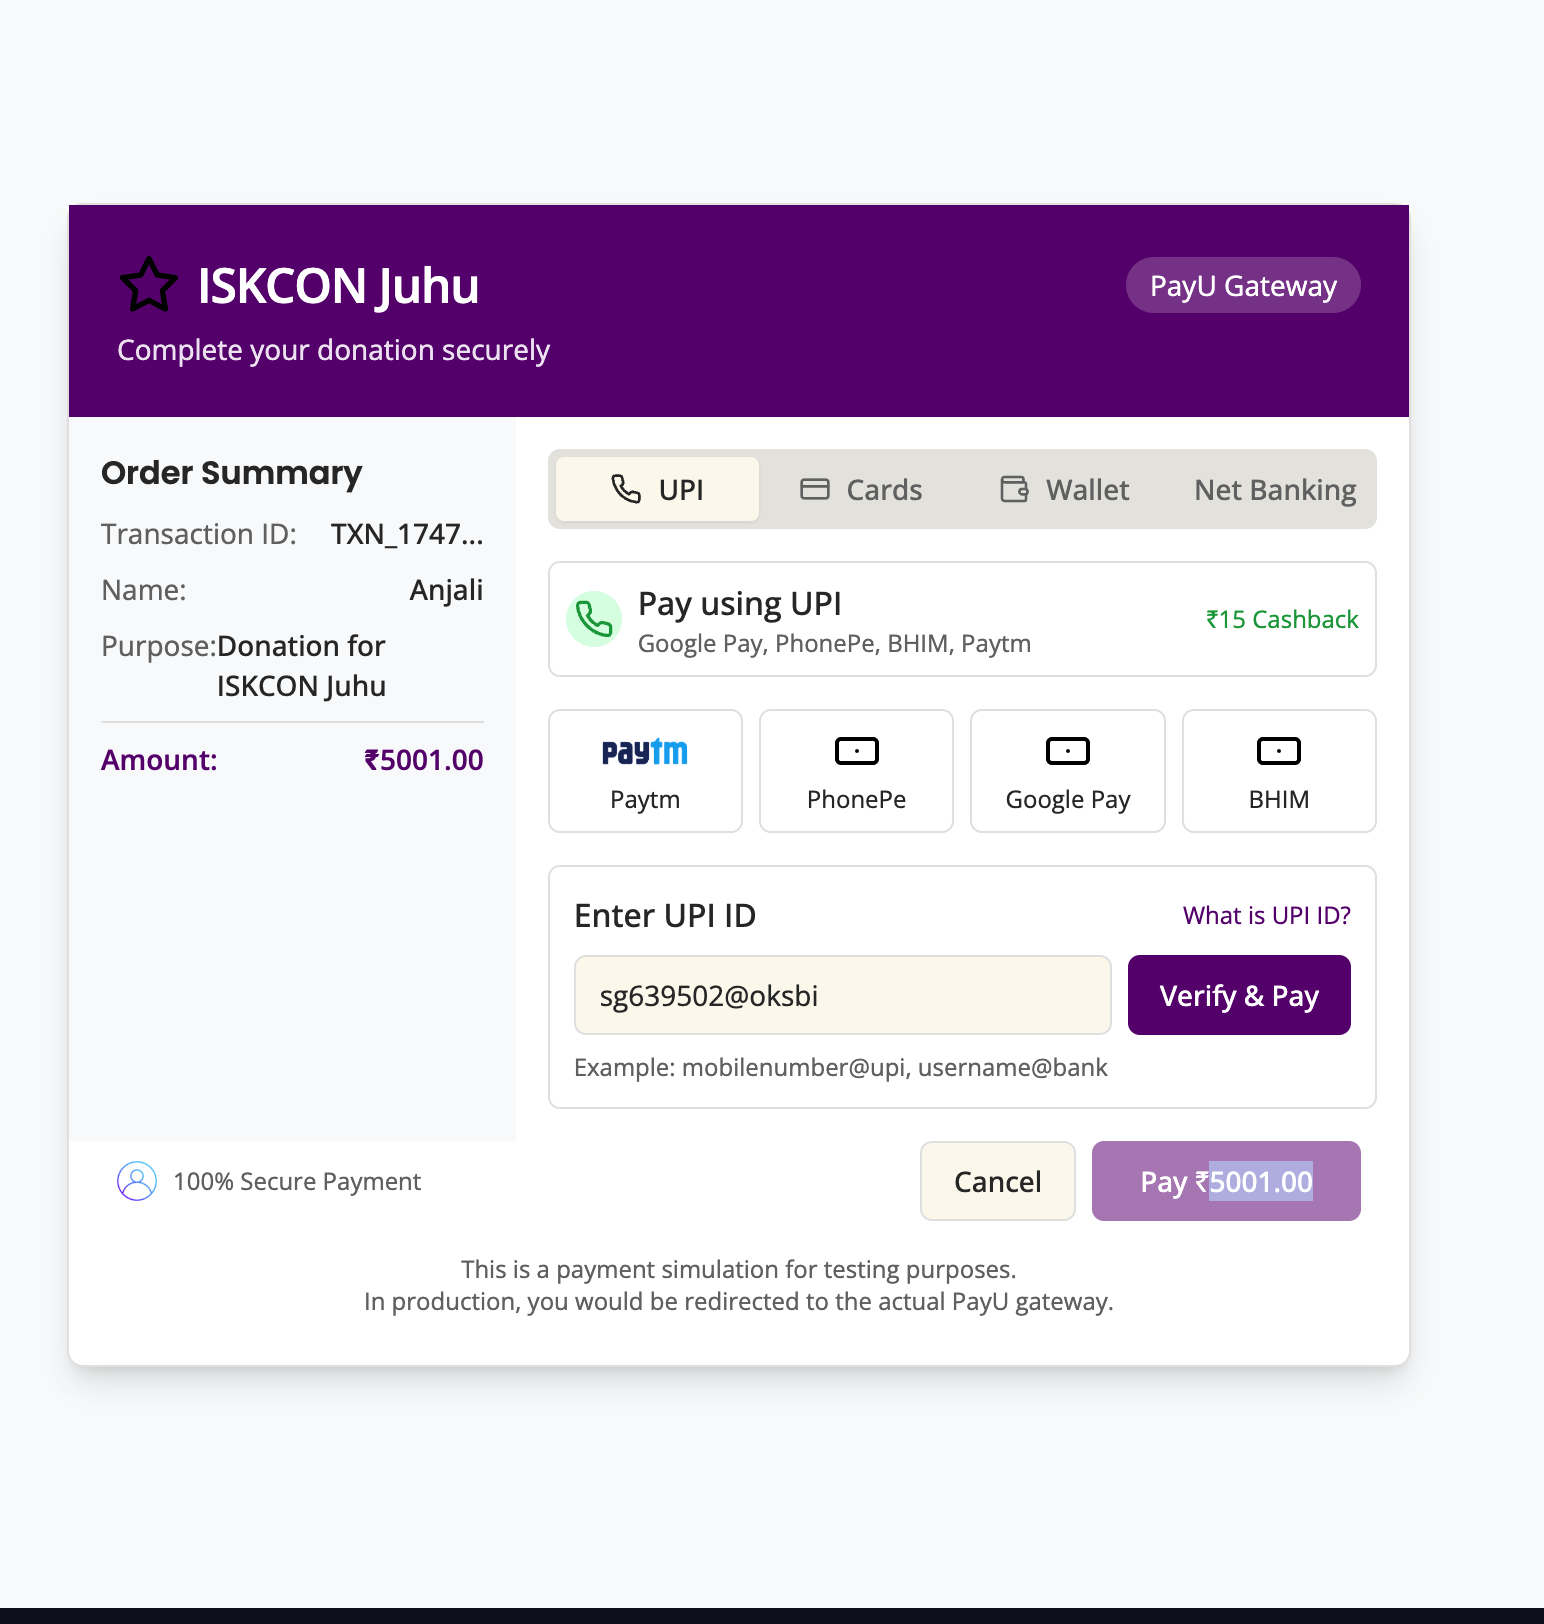 ISKCON Juhu
PayU Gateway
Complete your donation securely
Order Summary
Transaction ID: TXN_1747...
Name: Anjali
Purpose: Donation for
ISKCON Juhu
Amount: ₹5001.00
UPI
Cards
Wallet
Net Banking
Pay using UPI
Google Pay, PhonePe, BHIM, Paytm
₹15 Cashback
paytm
Paytm
PhonePe
Google Pay
BHIM
Enter UPI ID
What is UPI ID?
sg639502@oksbi
Verify & Pay
Example: mobilenumber@upi, username@bank
100% Secure Payment
Cancel
Pay ₹5001.00
This is a payment simulation for testing purposes.
In production, you would be redirected to the actual PayU gateway.